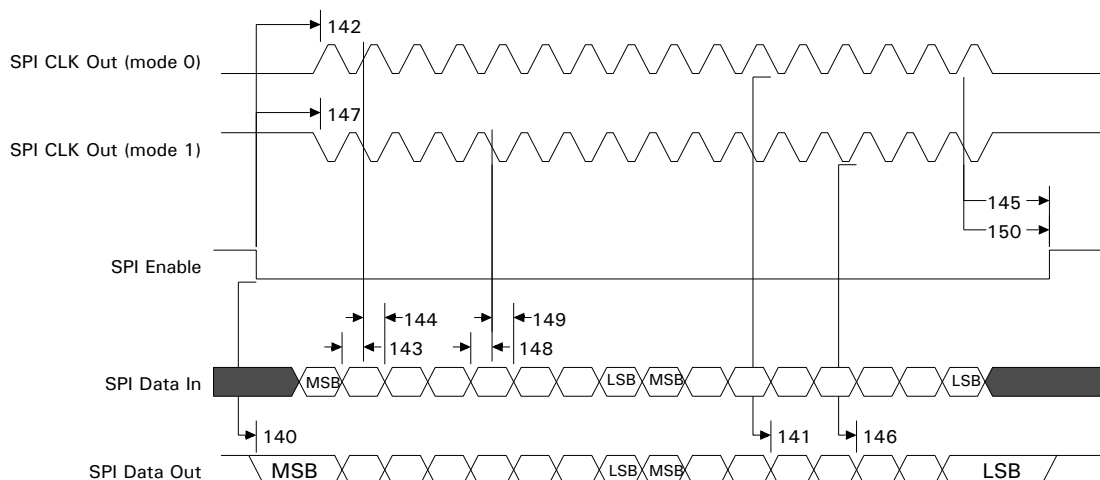 142
SPI CLK Out (mode 0)
147
SPI CLK Out (mode 1)
145
150
SPI Enable
144
149
143
148
SPI Data In
MSB
LSB
MSB
LSB
140
141
146
SPI Data Out
MSB
LSB
MSB
LSB